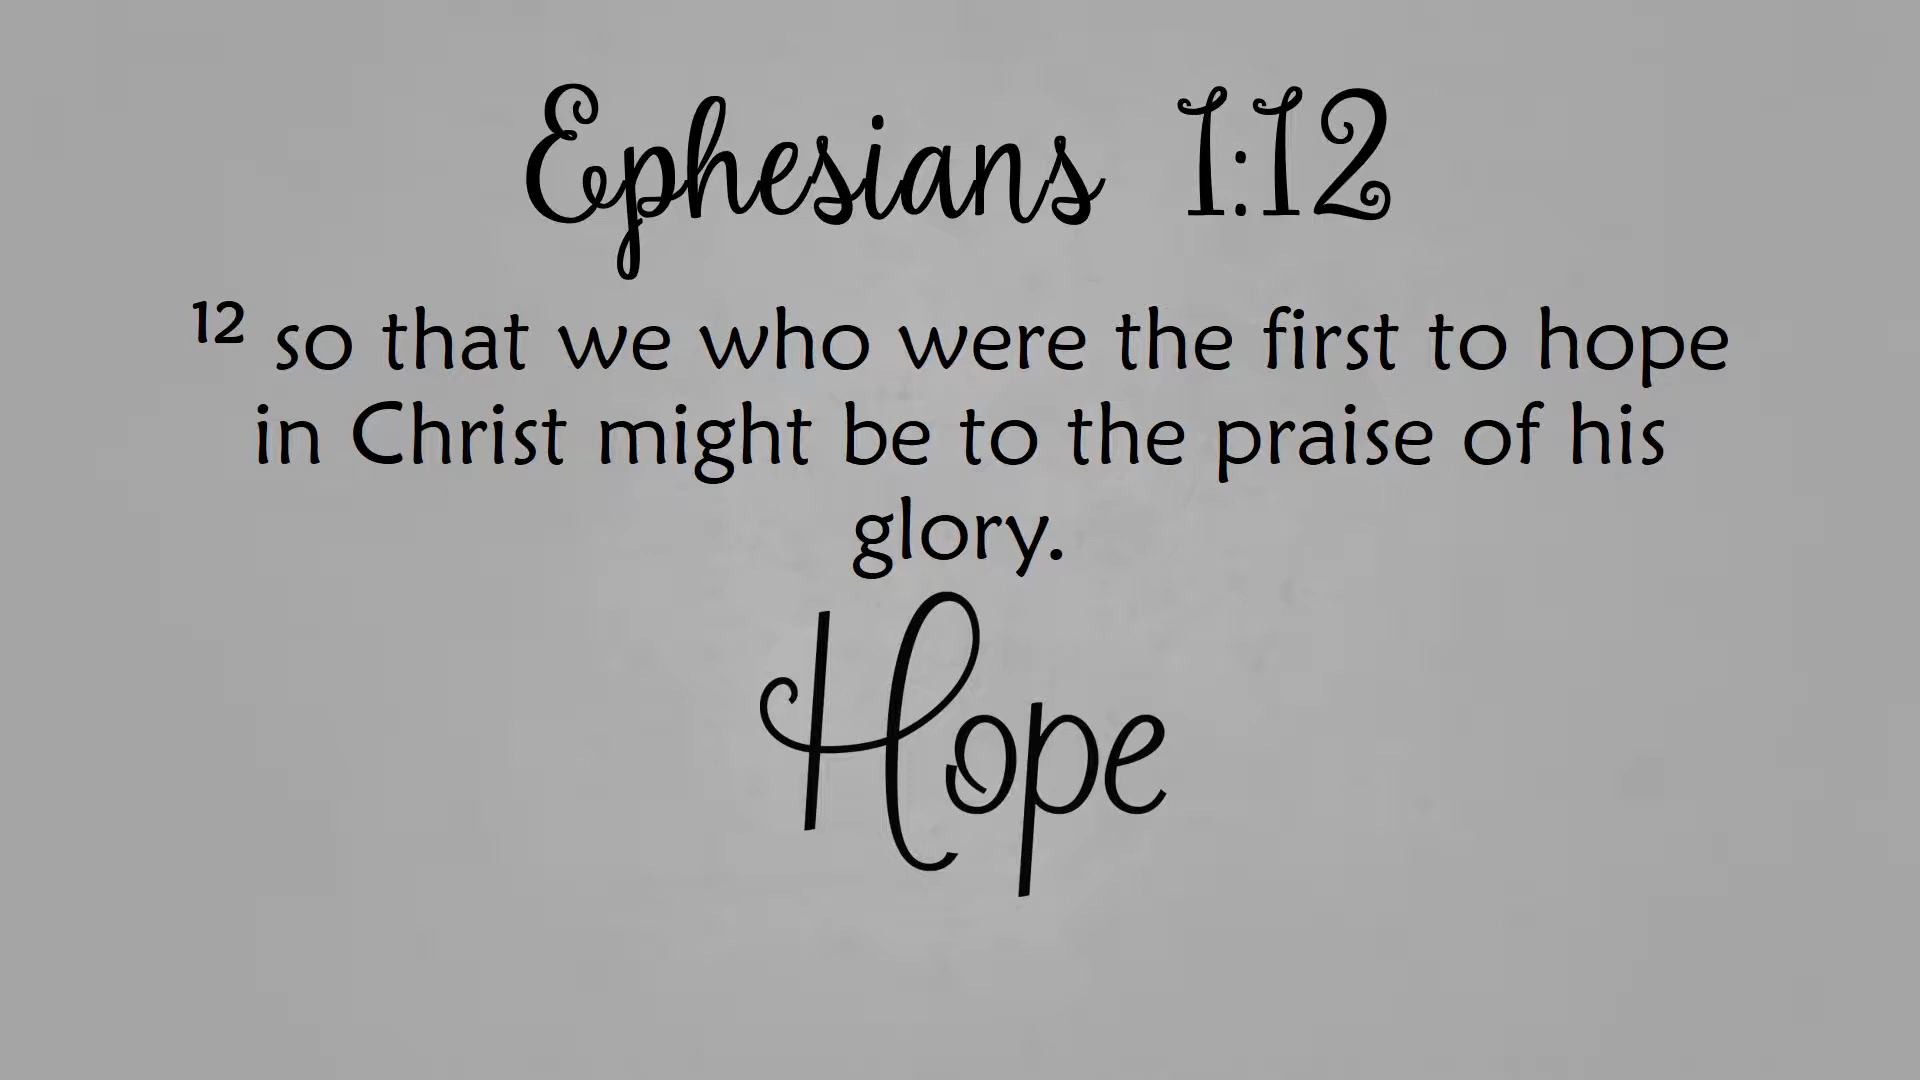 Ephesians 1:12
¹² so that we who were the first to hope
in Christ might be to the praise of his
glory.
Hope